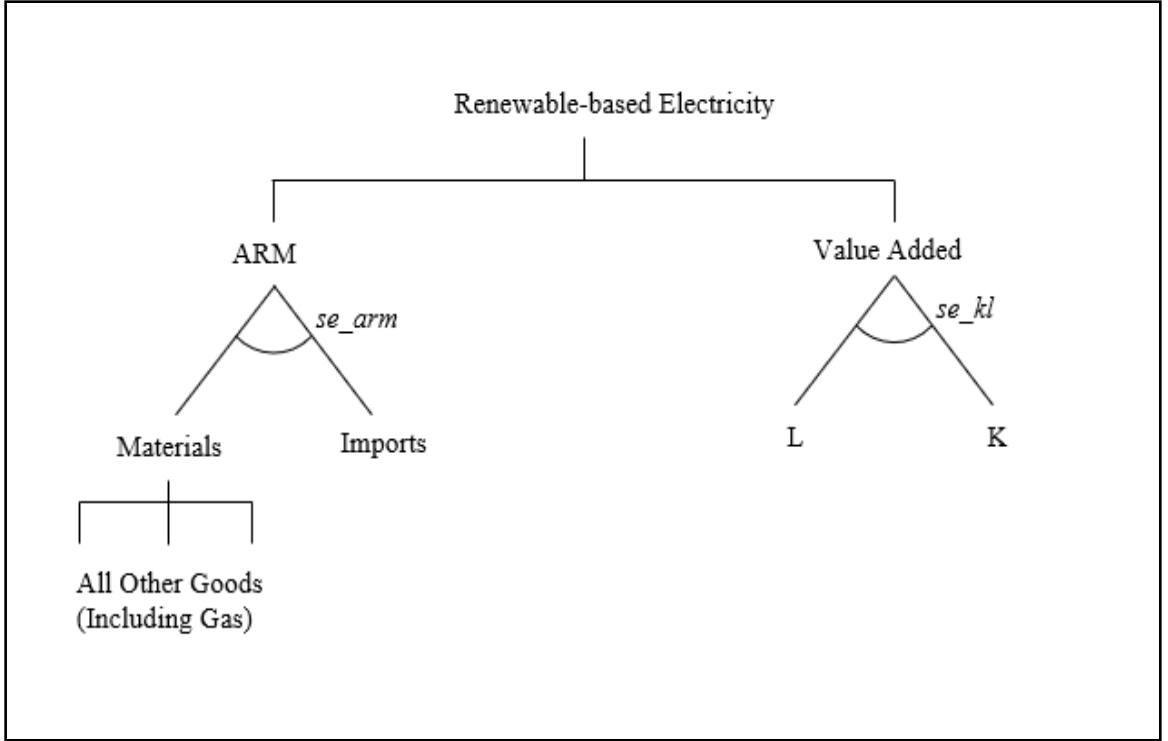 Renewable-based Electricity
ARM
Value Added
se_arm
se_kl
Materials
Imports
L
K
All Other Goods
(Including Gas)